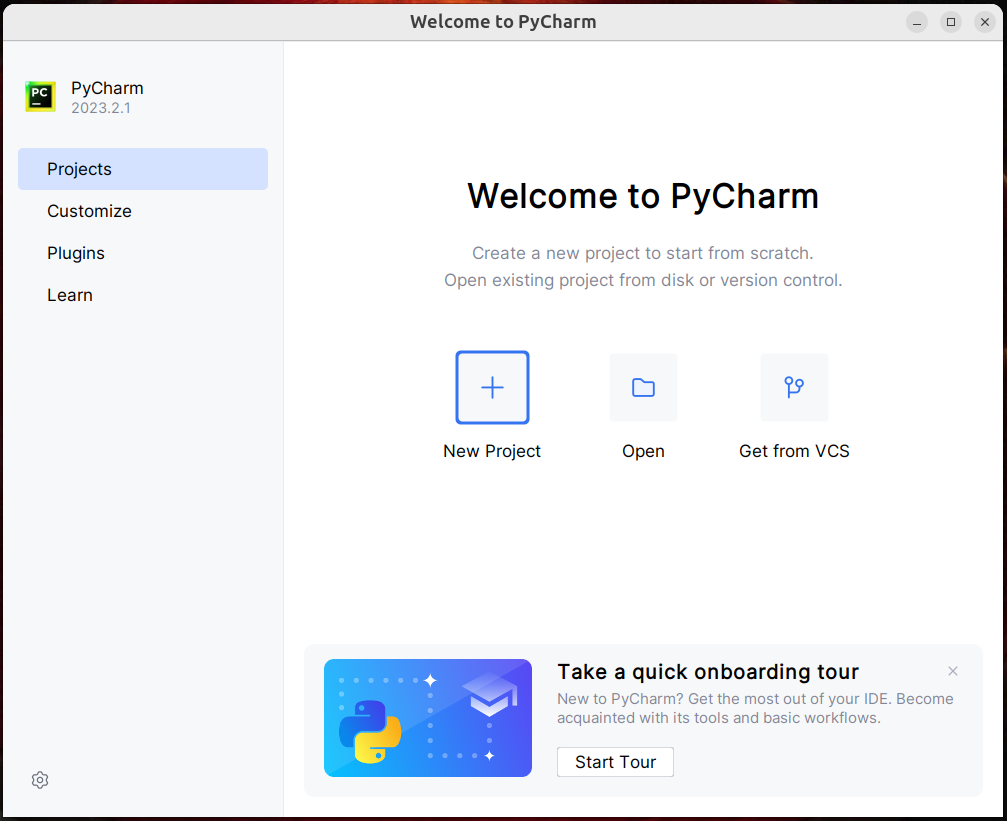 Welcome to PyCharm
PC
PyCharm
2023.2.1
Projects
Customize
Plugins
Learn
Welcome to PyCharm
Create a new project to start from scratch.
Open existing project from disk or version control.
New Project
Open
Get from VCS
Take a quick onboarding tour
New to PyCharm? Get the most out of your IDE. Become
acquainted with its tools and basic workflows.
Start Tour